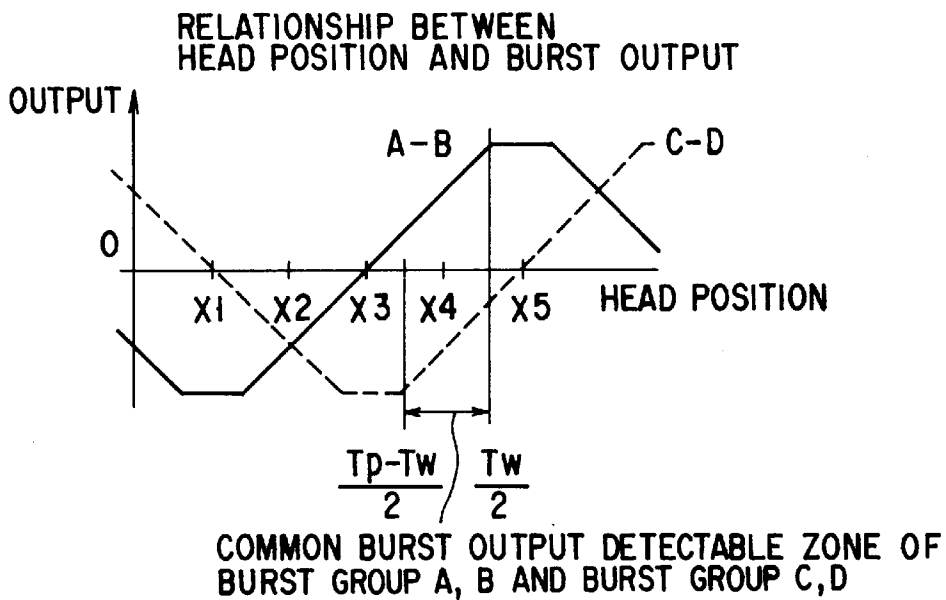 RELATIONSHIP BETWEEN
HEAD POSITION AND BURST OUTPUT
OUTPUT
A-B
C-D
0
X1
X2
X3
X4
X5
HEAD POSITION
Tp-Tw
2
Tw
2
COMMON BURST OUTPUT DETECTABLE ZONE OF
BURST GROUP A, B AND BURST GROUP C,D